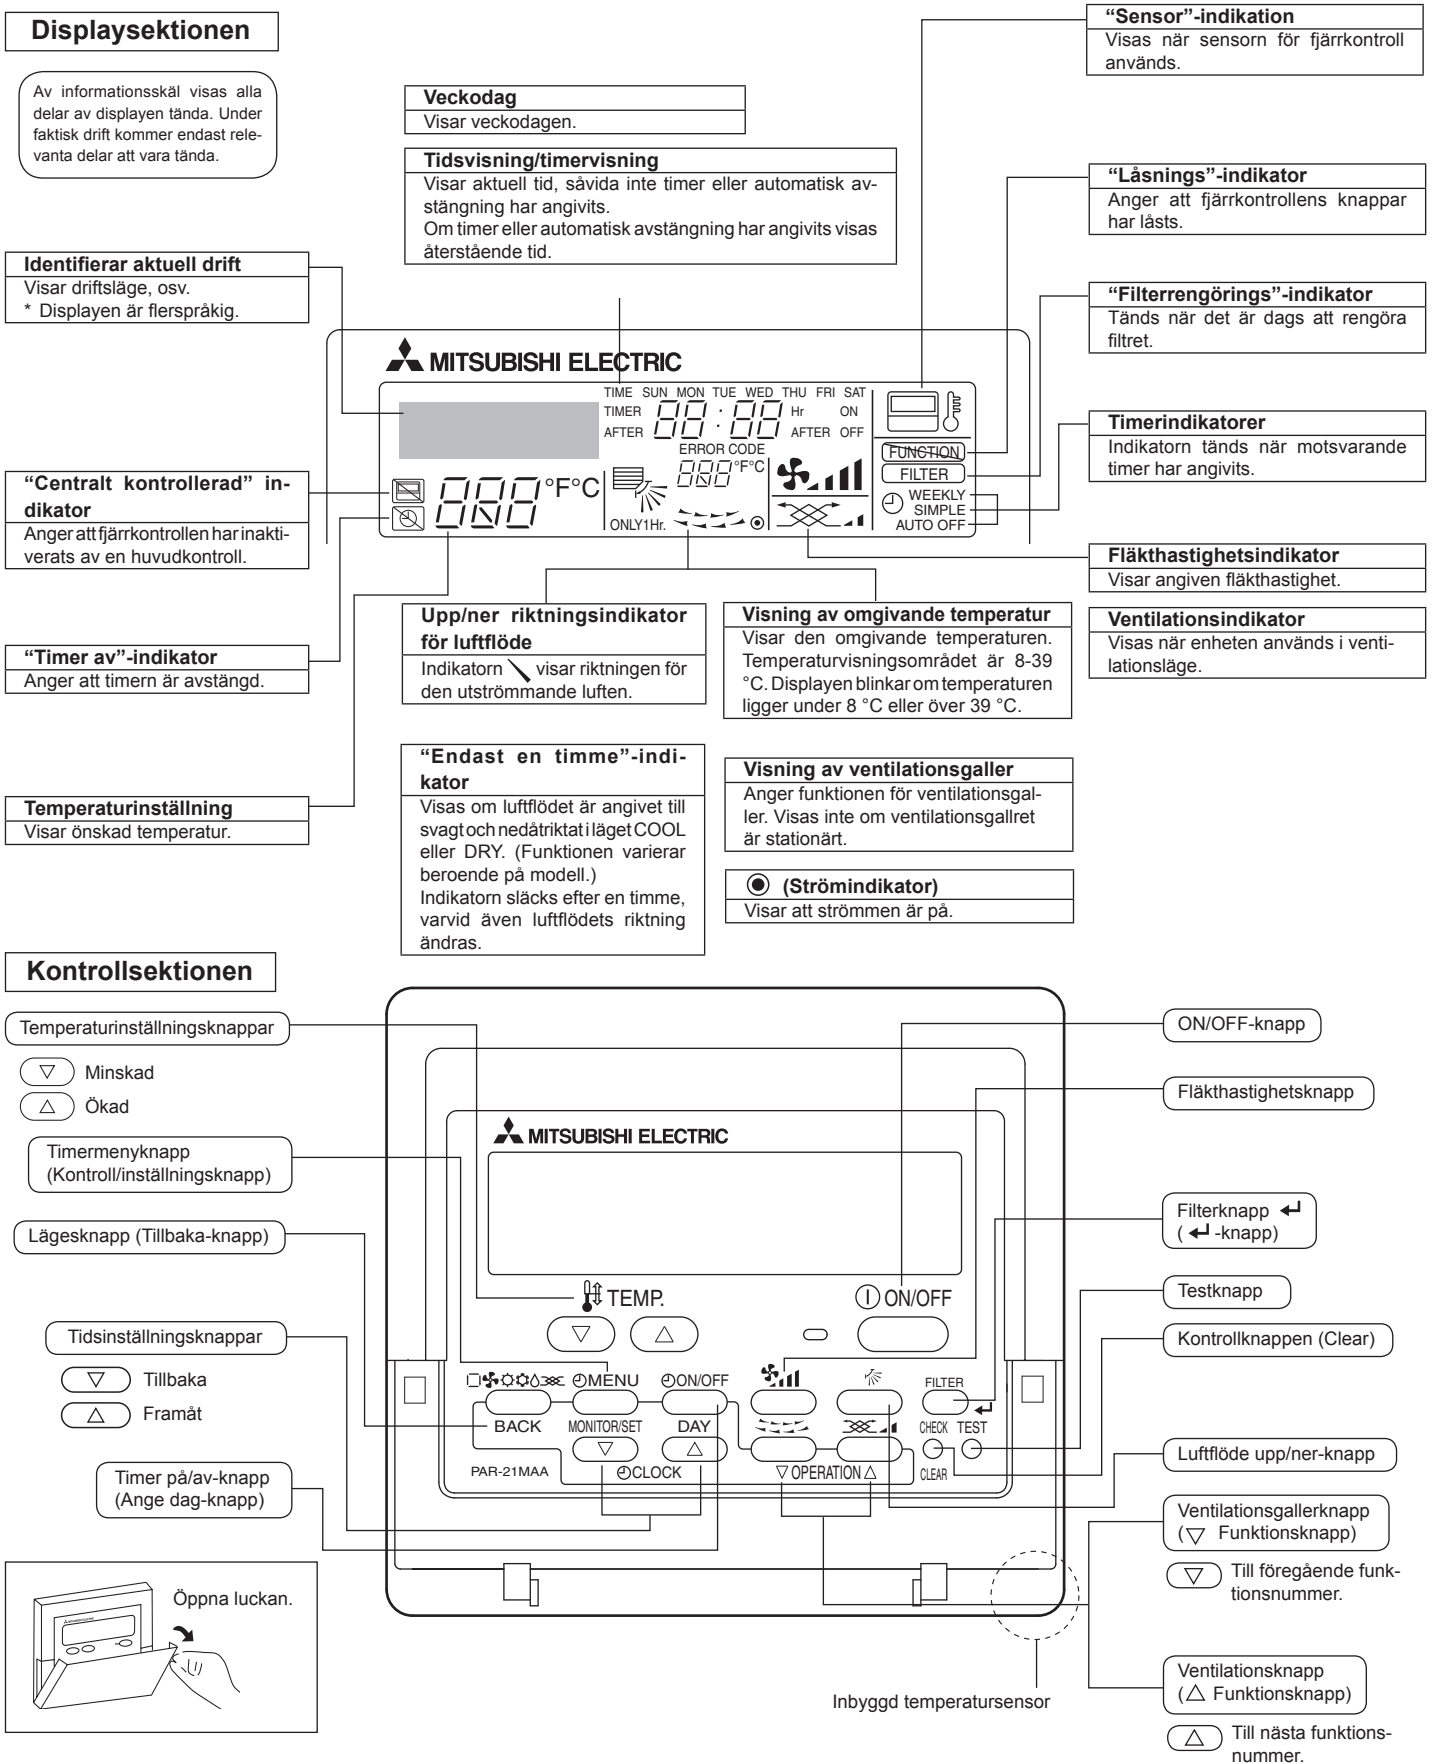 Displaysektionen
Av informationsskäl visas alla
delar av displayen tända. Under
faktisk drift kommer endast rele-
vanta delar att vara tända.
Veckodag
Visar veckodagen.
Tidsvisning/timervisning
Visar aktuell tid, såvida inte timer eller automatisk av-
stängning har angivits.
Om timer eller automatisk avstängning har angivits visas
återstående tid.
“Sensor”-indikation
Visas när sensorn för fjärrkontroll
används.
“Låsnings”-indikator
Anger att fjärrkontrollens knappar
har låsts.
“Filterrengörings”-indikator
Tänds när det är dags att rengöra
filtret.
Timerindikatorer
Indikatorn tänds när motsvarande
timer har angivits.
Fläkthastighetsindikator
Visar angiven fläkthastighet.
Ventilationsindikator
Visas när enheten används i venti-
lationsläge.
Identifierar aktuell drift
Visar driftsläge, osv.
* Displayen är flerspråkig.
“Centralt kontrollerad” in-
dikator
Anger att fjärrkontrollen har inakti-
verats av en huvudkontroll.
“Timer av”-indikator
Anger att timern är avstängd.
Temperaturinställning
Visar önskad temperatur.
MITSUBISHI ELECTRIC
TIME SUN MON TUE WED THU FRI SAT
TIMER 88:88 Hr ON
AFTER AFTER OFF
ERROR CODE
888 °F°C
888 °F°C
ONLY1Hr.
FUNCTION
FILTER
WEEKLY
SIMPLE
AUTO OFF
Upp/ner riktningsindikator
för luftflöde
Indikatorn visar riktningen för
den utströmmande luften.
Visning av omgivande temperatur
Visar den omgivande temperaturen.
Temperaturvisningsområdet är 8-39
°C. Displayen blinkar om temperaturen
ligger under 8 °C eller över 39 °C.
“Endast en timme”-indi-
kator
Visas om luftflödet är angivet till
svagt och nedåtriktat i läget COOL
eller DRY. (Funktionen varierar
beroende på modell.)
Indikatorn släcks efter en timme,
varvid även luftflödets riktning
ändras.
Visning av ventilationsgaller
Anger funktionen för ventilationsgal-
ler. Visas inte om ventilationsgallret
är stationärt.
(Strömindikator)
Visar att strömmen är på.
Kontrollsektionen
Temperaturinställningsknappar
▽ Minskad
△ Ökad
Timermenyknapp
(Kontroll/inställningsknapp)
Lägesknapp (Tillbaka-knapp)
Tidsinställningsknappar
▽ Tillbaka
△ Framåt
Timer på/av-knapp
(Ange dag-knapp)
Öppna luckan.
MITSUBISHI ELECTRIC
TEMP.
ON/OFF
▽ △
MENU
ON/OFF
FILTER
BACK
MONITOR/SET
DAY
CHECK TEST
▽ △
PAR-21MAA
CLOCK
▽ OPERATION △
CLEAR
Inbyggd temperatursensor
ON/OFF-knapp
Fläkthastighetsknapp
Filterknapp ↵
( ↵ -knapp)
Testknapp
Kontrollknappen (Clear)
Luftflöde upp/ner-knapp
Ventilationsgallerknapp
(▽ Funktionsknapp)
▽ Till föregående funk-
tionsnummer.
Ventilationsknapp
(△ Funktionsknapp)
△ Till nästa funktions-
nummer.